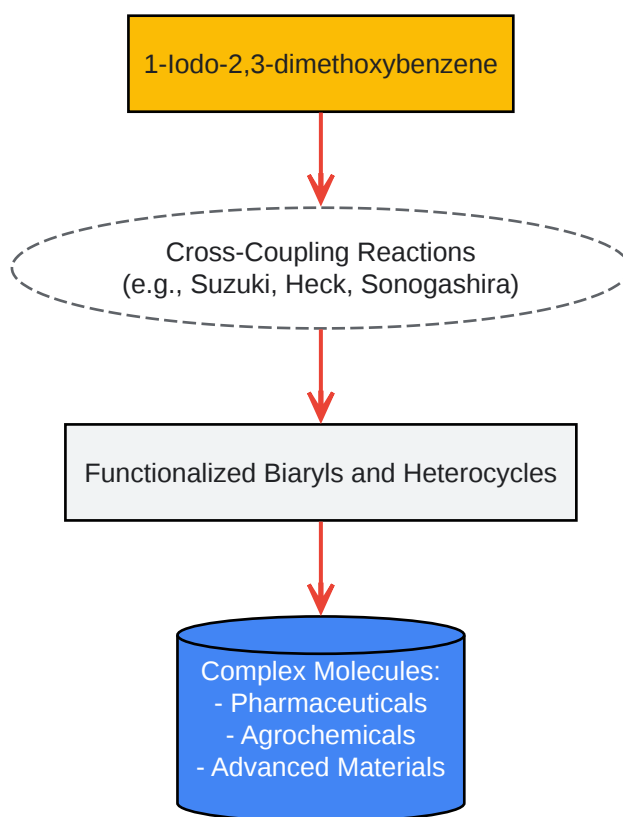 1-Iodo-2,3-dimethoxybenzene
Cross-Coupling Reactions
(e.g., Suzuki, Heck, Sonogashira)
Functionalized Biaryls and Heterocycles
Complex Molecules:
- Pharmaceuticals
- Agrochemicals
- Advanced Materials